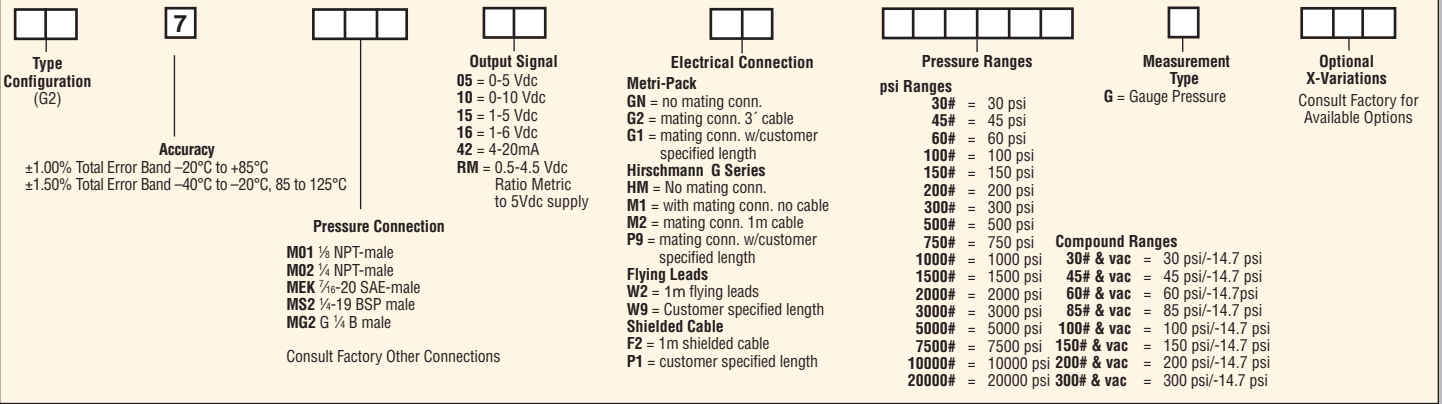 7
Type
Configuration
(G2)
Accuracy
±1.00% Total Error Band –20°C to +85°C
±1.50% Total Error Band –40°C to –20°C, 85 to 125°C
Pressure Connection
M01 ⅛ NPT-male
M02 ¼ NPT-male
MEK 7⁄16-20 SAE-male
MS2 ¼-19 BSP male
MG2 G ¼ B male
Consult Factory Other Connections
Output Signal
05 = 0-5 Vdc
10 = 0-10 Vdc
15 = 1-5 Vdc
16 = 1-6 Vdc
42 = 4-20mA
RM = 0.5-4.5 Vdc
Ratio Metric
to 5Vdc supply
Electrical Connection
Metri-Pack
GN = no mating conn.
G2 = mating conn. 3´ cable
G1 = mating conn. w/customer
specified length
Hirschmann G Series
HM = No mating conn.
M1 = with mating conn. no cable
M2 = mating conn. 1m cable
P9 = mating conn. w/customer
specified length
Flying Leads
W2 = 1m flying leads
W9 = Customer specified length
Shielded Cable
F2 = 1m shielded cable
P1 = customer specified length
Pressure Ranges
psi Ranges
30# = 30 psi
45# = 45 psi
60# = 60 psi
100# = 100 psi
150# = 150 psi
200# = 200 psi
300# = 300 psi
500# = 500 psi
750# = 750 psi
1000# = 1000 psi
1500# = 1500 psi
2000# = 2000 psi
3000# = 3000 psi
5000# = 5000 psi
7500# = 7500 psi
10000# = 10000 psi
20000# = 20000 psi
Compound Ranges
30# & vac = 30 psi/-14.7 psi
45# & vac = 45 psi/-14.7 psi
60# & vac = 60 psi/-14.7psi
85# & vac = 85 psi/-14.7 psi
100# & vac = 100 psi/-14.7 psi
150# & vac = 150 psi/-14.7 psi
200# & vac = 200 psi/-14.7 psi
300# & vac = 300 psi/-14.7 psi
Measurement
Type
G = Gauge Pressure
Optional
X-Variations
Consult Factory for
Available Options